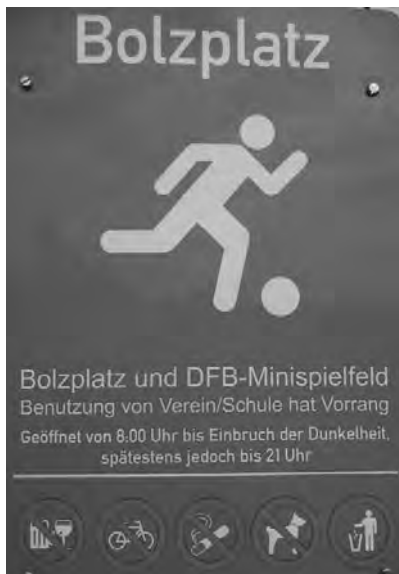 Bolzplatz
Bolzplatz und DFB-Minispielfeld
Benutzung von Verein/Schule hat Vorrang
Geöffnet von 8:00 Uhr bis Einbruch der Dunkelheit,
spätestens jedoch bis 21 Uhr